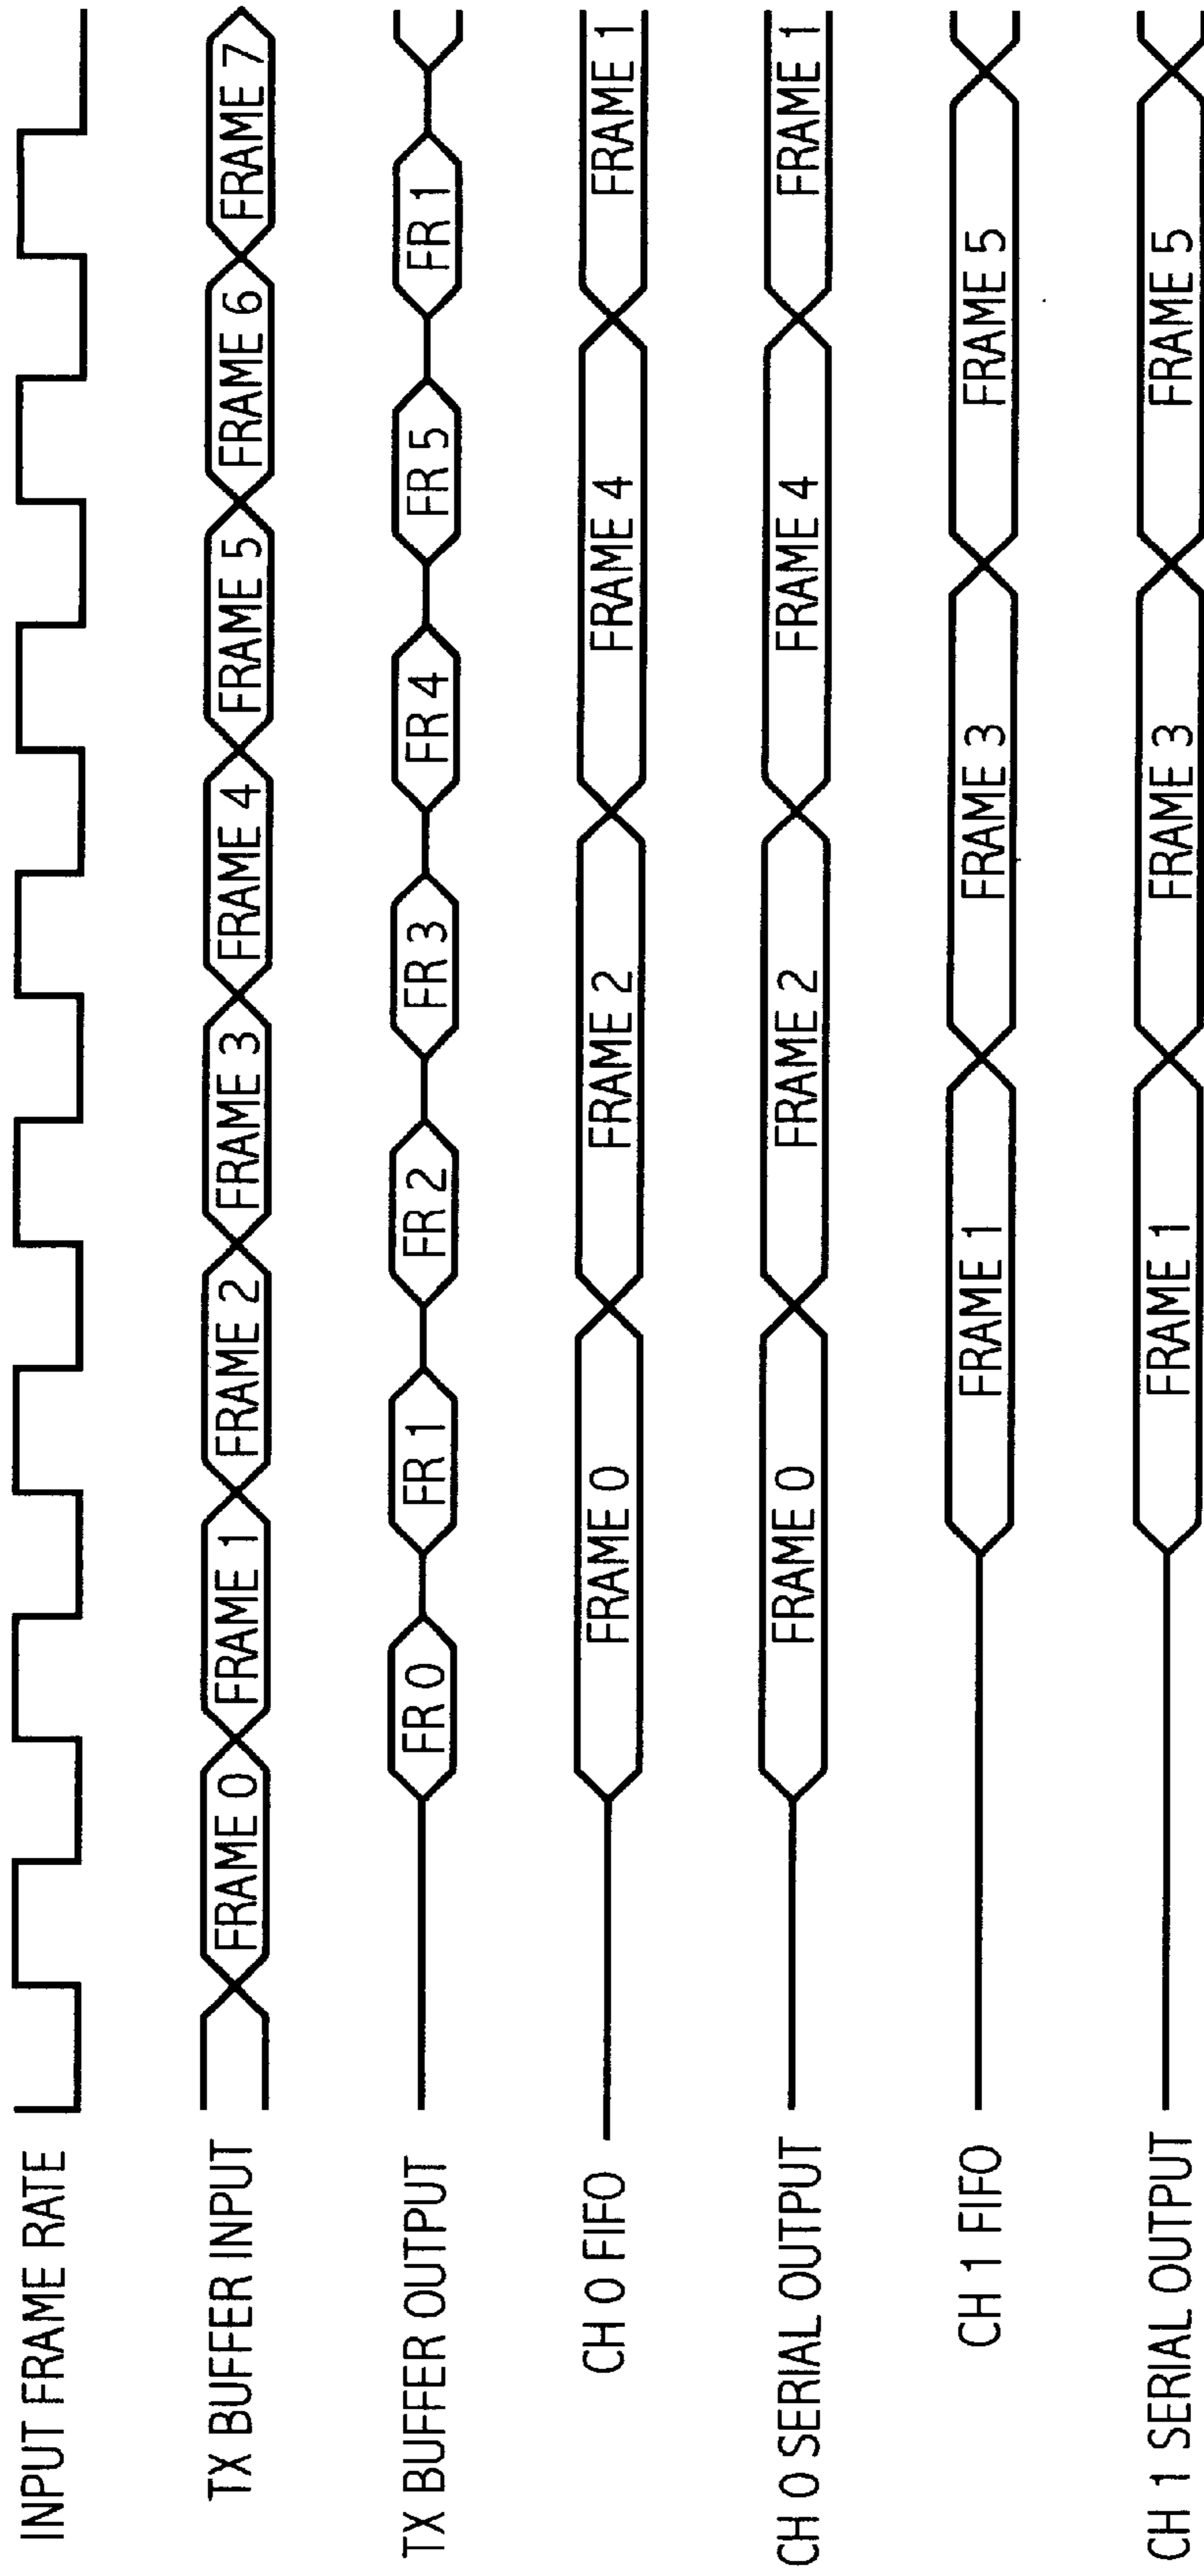 INPUT FRAME RATE
TX BUFFER INPUT FRAME 0 FRAME 1 FRAME 2 FRAME 3 FRAME 4 FRAME 5 FRAME 6 FRAME 7
TX BUFFER OUTPUT FR 0 FR 1 FR 2 FR 3 FR 4 FR 5 FR 1
CH 0 FIFO FRAME 0 FRAME 2 FRAME 4 FRAME 1
CH 0 SERIAL OUTPUT FRAME 0 FRAME 2 FRAME 4 FRAME 1
CH 1 FIFO FRAME 1 FRAME 3 FRAME 5
CH 1 SERIAL OUTPUT FRAME 1 FRAME 3 FRAME 5